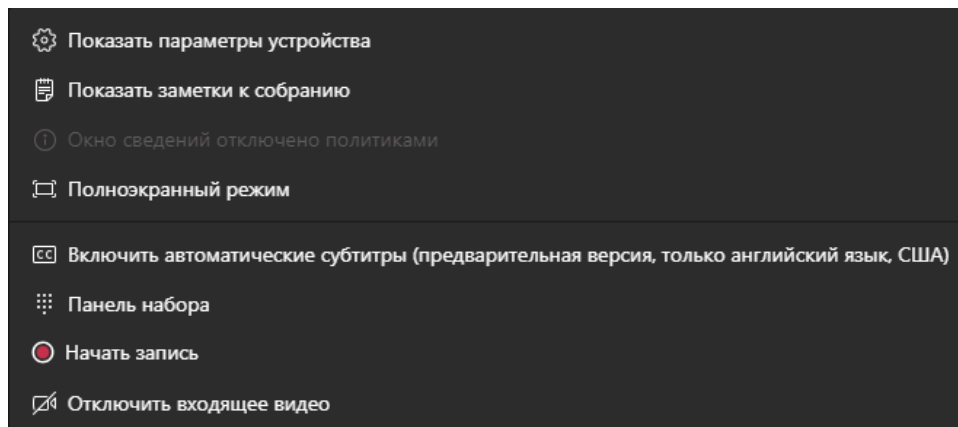 Показать параметры устройства
Показать заметки к собранию
Окно сведений отключено политиками
Полноэкранный режим
CC Включить автоматические субтитры (предварительная версия, только английский язык, США)
Панель набора
Начать запись
Отключить входящее видео